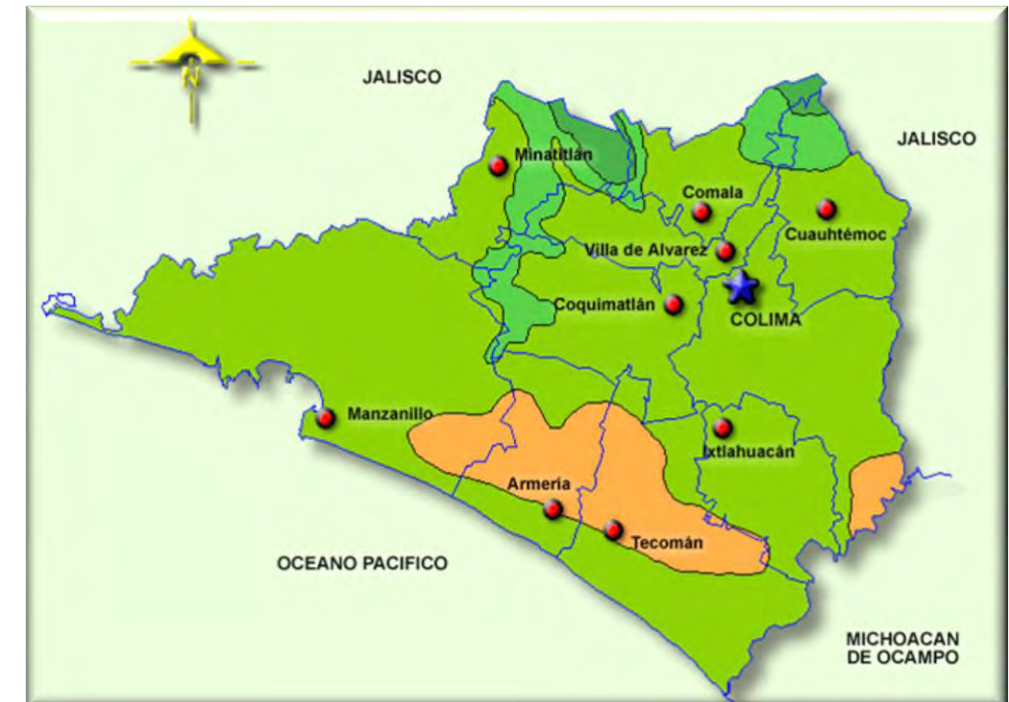 JALISCO
N
JALISCO
Minatitlán
Comala
Cuauhtémoc
Villa de Alvarez
Coquimatlán
COLIMA
Manzanillo
Ixtlahuacán
Armería
Tecomán
OCEANO PACIFICO
MICHOACAN
DE OCAMPO